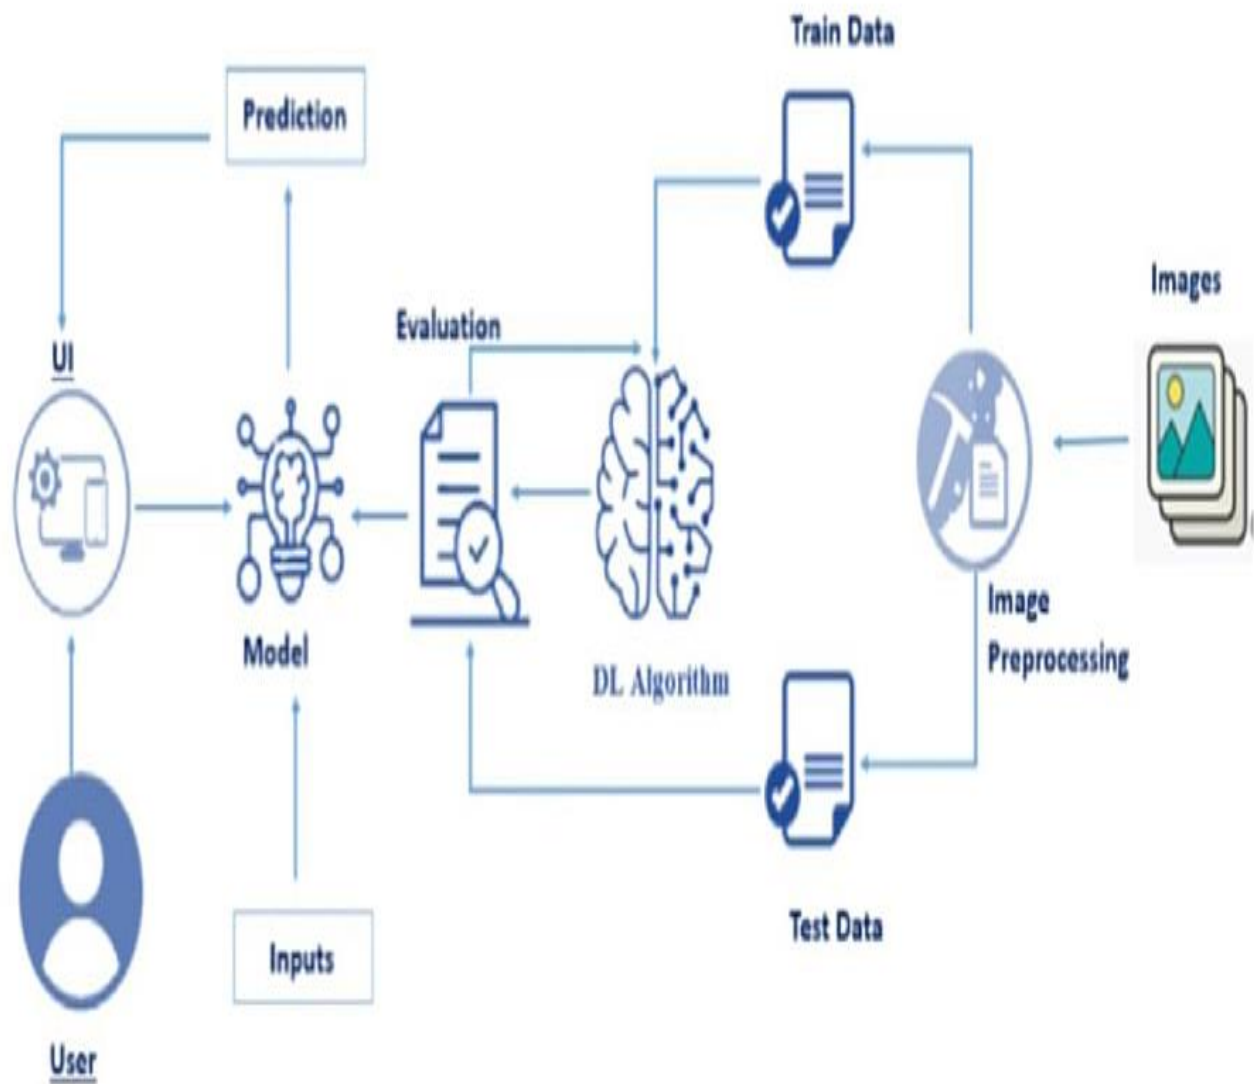 Train Data
Prediction
Images
Evaluation
UI
Image
Preprocessing
Model
DL Algorithm
Test Data
Inputs
User